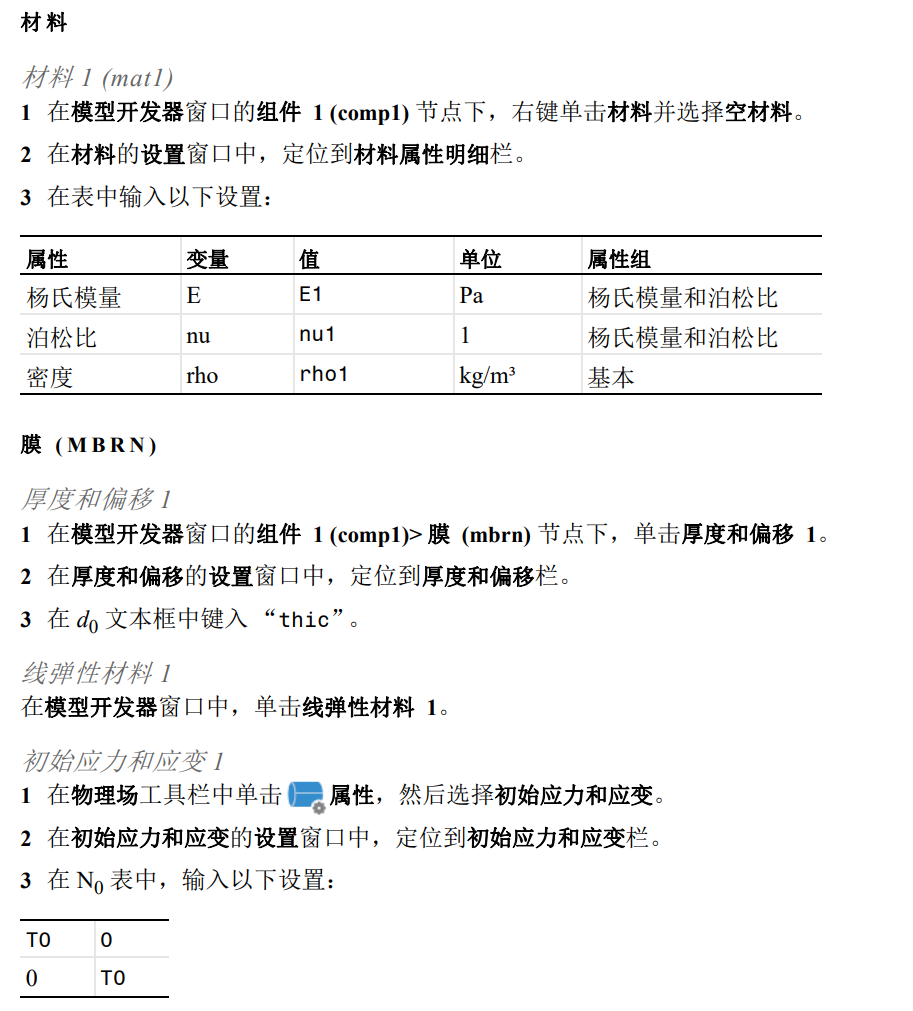 材料
材料 1 (mat1)
1 在模型开发器窗口的组件 1 (comp1) 节点下，右键单击材料并选择空材料。
2 在材料的设置窗口中，定位到材料属性明细栏。
3 在表中输入以下设置：
属性 变量 值 单位 属性组
杨氏模量 E E1 Pa 杨氏模量和泊松比
泊松比 nu nu1 1 杨氏模量和泊松比
密度 rho rho1 kg/m³ 基本
膜 (MBRN)
厚度和偏移 1
1 在模型开发器窗口的组件 1 (comp1)> 膜 (mbrn) 节点下，单击厚度和偏移 1。
2 在厚度和偏移的设置窗口中，定位到厚度和偏移栏。
3 在 d0 文本框中键入 “thic”。
线弹性材料 1
在模型开发器窗口中，单击线弹性材料 1。
初始应力和应变 1
1 在物理场工具栏中单击 属性，然后选择初始应力和应变。
2 在初始应力和应变的设置窗口中，定位到初始应力和应变栏。
3 在 N0 表中，输入以下设置：
T0 0
0 T0